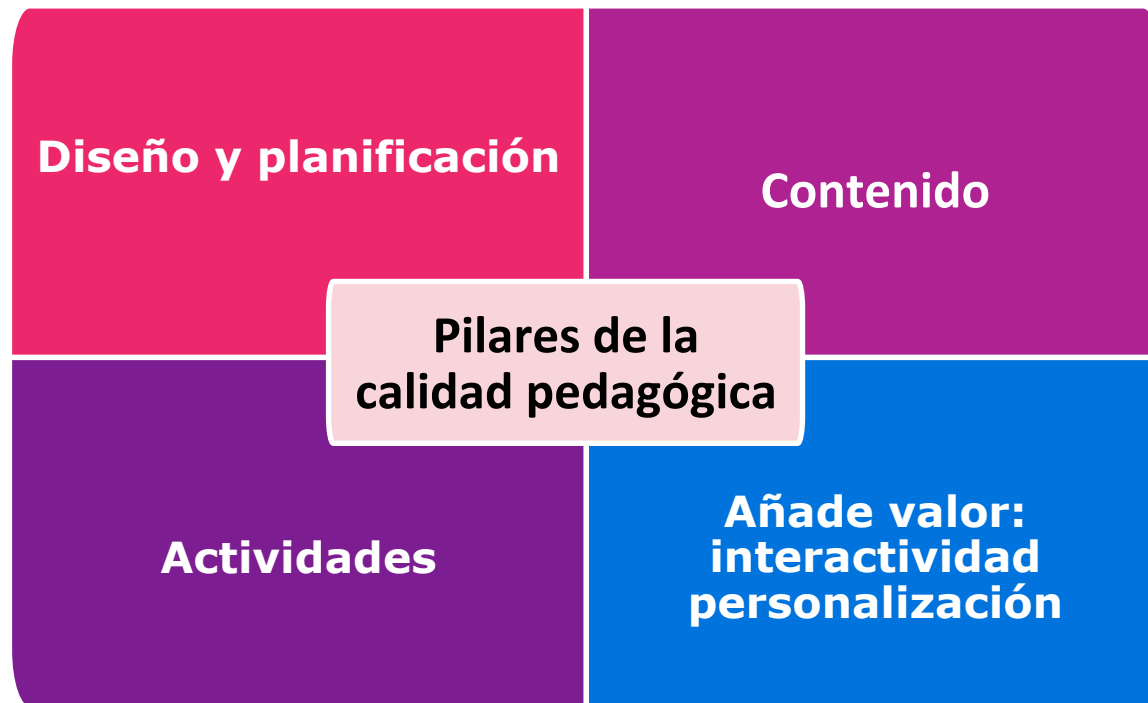 Diseño y planificación
Contenido
Pilares de la
calidad pedagógica
Actividades
Añade valor:
interactividad
personalización